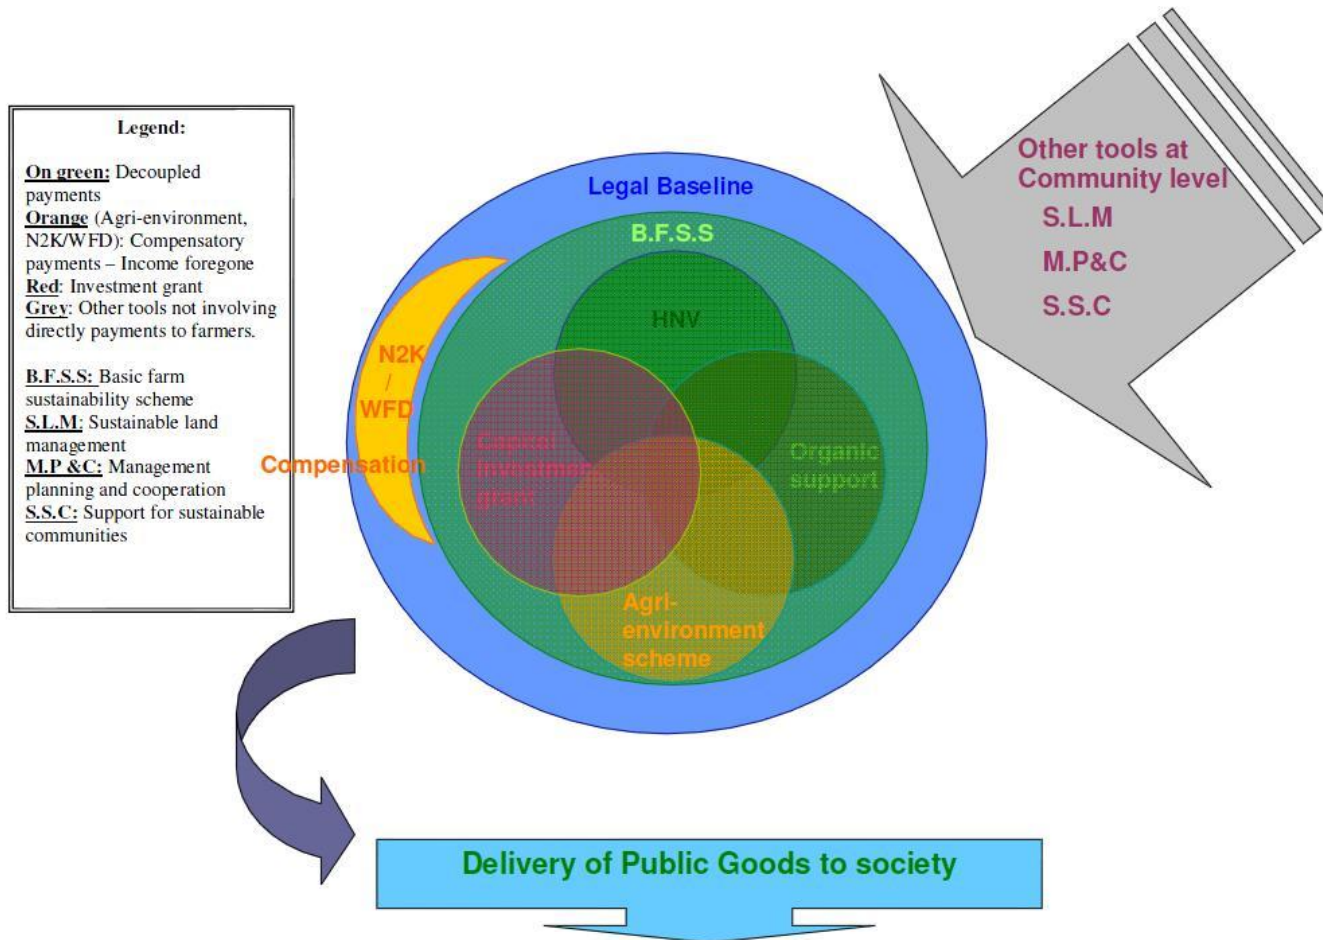 Legend:
On green: Decoupled
payments
Orange (Agri-environment,
N2K/WFD): Compensatory
payments – Income foregone
Red: Investment grant
Grey: Other tools not involving
directly payments to farmers.
B.F.S.S: Basic farm
sustainability scheme
S.L.M: Sustainable land
management
M.P &C: Management
planning and cooperation
S.S.C: Support for sustainable
communities
Legal Baseline
B.F.S.S
HNV
N2K
/
WFD
Compensation
Capital
Investment
grant
Organic
support
Agri-
environment
scheme
Other tools at
Community level
S.L.M
M.P&C
S.S.C
Delivery of Public Goods to society